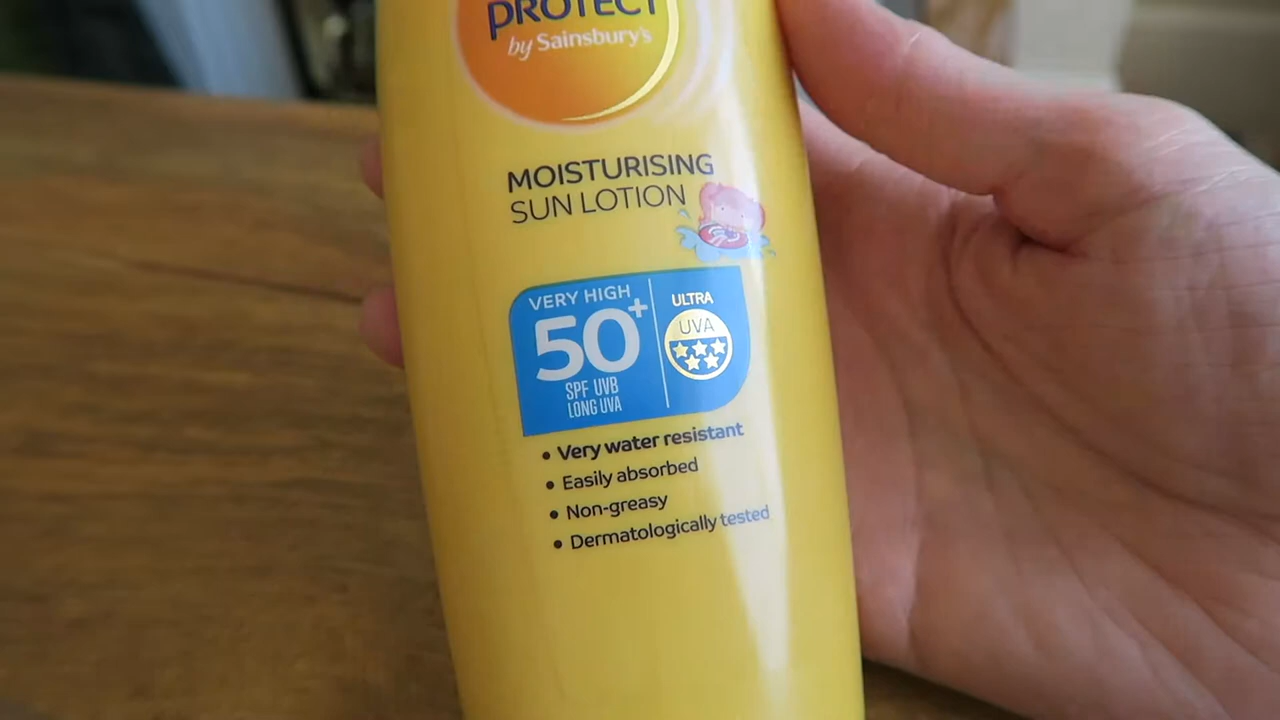 PROTECT
by Sainsbury's
MOISTURISING
SUN LOTION
VERY HIGH
50+
SPF UVB
LONG UVA
ULTRA
UVA
• Very water resistant
• Easily absorbed
• Non-greasy
• Dermatologically tested